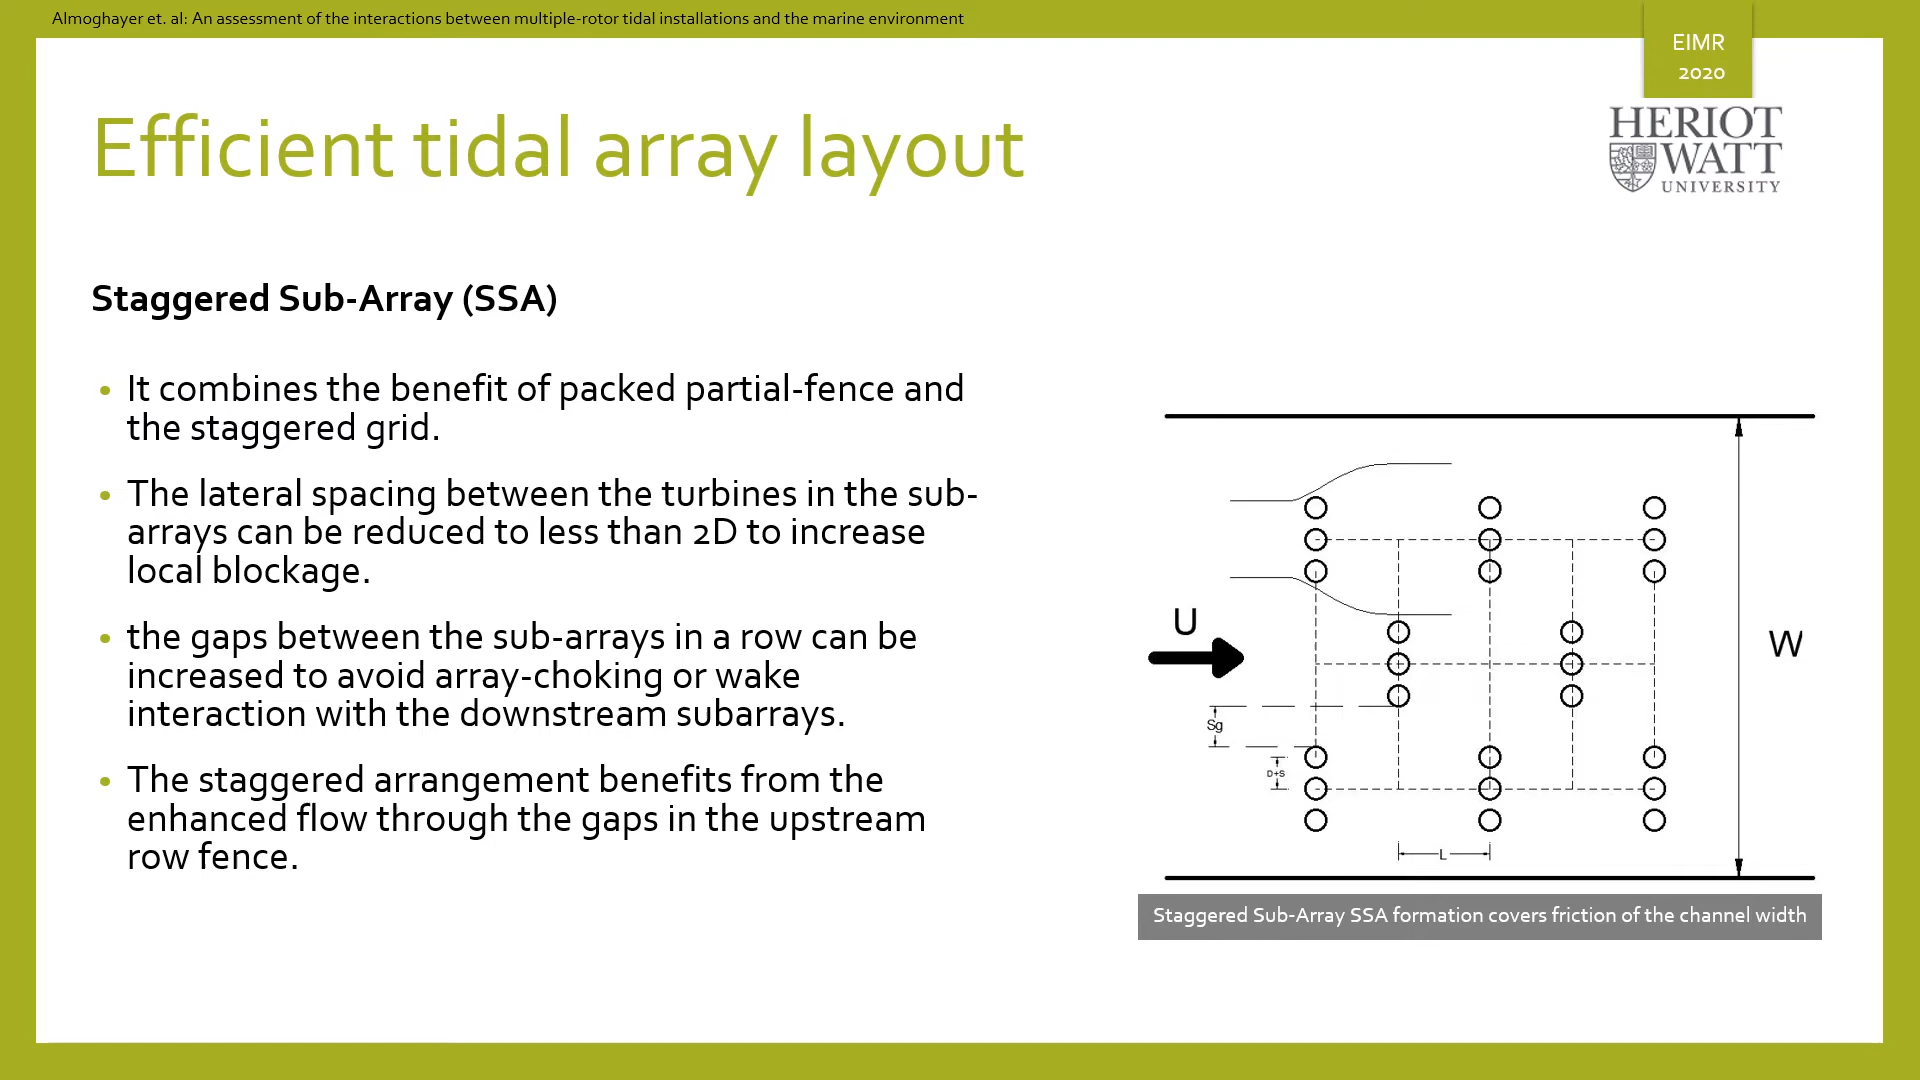 Almoghayer et. al: An assessment of the interactions between multiple-rotor tidal installations and the marine environment
EIMR
2020
HERIOT
WATT
UNIVERSITY
Efficient tidal array layout
Staggered Sub-Array (SSA)
• It combines the benefit of packed partial-fence and
the staggered grid.
• The lateral spacing between the turbines in the sub-
arrays can be reduced to less than 2D to increase
local blockage.
• the gaps between the sub-arrays in a row can be
increased to avoid array-choking or wake
interaction with the downstream subarrays.
• The staggered arrangement benefits from the
enhanced flow through the gaps in the upstream
row fence.
U
W
Sg
D+S
L
Staggered Sub-Array SSA formation covers friction of the channel width